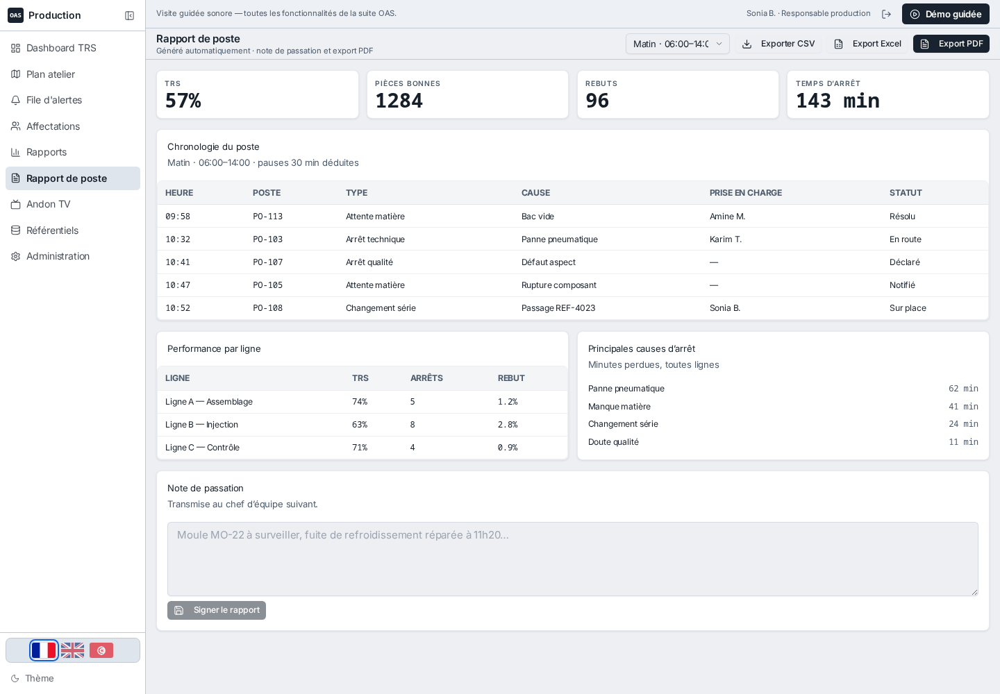 OAS Production
Visite guidée sonore — toutes les fonctionnalités de la suite OAS.
Sonia B. · Responsable production
Démo guidée
Dashboard TRS
Plan atelier
File d'alertes
Affectations
Rapports
Rapport de poste
Andon TV
Référentiels
Administration
Thème
Rapport de poste
Généré automatiquement · note de passation et export PDF
Matin · 06:00–14:0
Exporter CSV
Export Excel
Export PDF
TRS
57%
PIÈCES BONNES
1284
REBUTS
96
TEMPS D’ARRÊT
143 min
Chronologie du poste
Matin · 06:00–14:00 · pauses 30 min déduites
HEURE POSTE TYPE CAUSE PRISE EN CHARGE STATUT
09:58 PO-113 Attente matière Bac vide Amine M. Résolu
10:32 PO-103 Arrêt technique Panne pneumatique Karim T. En route
10:41 PO-107 Arrêt qualité Défaut aspect — Déclaré
10:47 PO-105 Attente matière Rupture composant — Notifié
10:52 PO-108 Changement série Passage REF-4023 Sonia B. Sur place
Performance par ligne
LIGNE TRS ARRÊTS REBUT
Ligne A — Assemblage 74% 5 1.2%
Ligne B — Injection 63% 8 2.8%
Ligne C — Contrôle 71% 4 0.9%
Principales causes d’arrêt
Minutes perdues, toutes lignes
Panne pneumatique 62 min
Manque matière 41 min
Changement série 24 min
Doute qualité 11 min
Note de passation
Transmise au chef d’équipe suivant.
Moule MO-22 à surveiller, fuite de refroidissement réparée à 11h20…
Signer le rapport